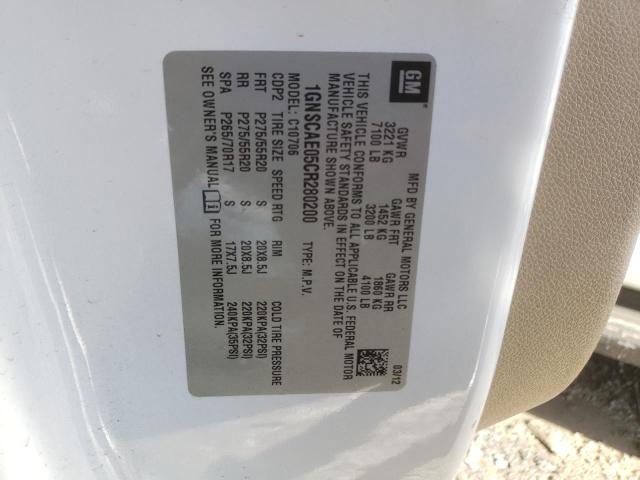 GM
MFD BY GENERAL MOTORS LLC
03/12
GVWR GAWR FRT GAWR RR
3221 KG 1452 KG 1860 KG
7100 LB 3200 LB 4100 LB
THIS VEHICLE CONFORMS TO ALL APPLICABLE U.S. FEDERAL MOTOR
VEHICLE SAFETY STANDARDS IN EFFECT ON THE DATE OF
MANUFACTURE SHOWN ABOVE.
1GNSCAE05CR280200 TYPE: M.P.V.
MODEL: C10706
CDP2 TIRE SIZE SPEED RTG RIM COLD TIRE PRESSURE
FRT P275/55R20 S 20X8.5J 220KPA(32PSI)
RR P275/55R20 S 20X8.5J 220KPA(32PSI)
SPA P265/70R17 S 17X7.5J 240KPA(35PSI)
SEE OWNER'S MANUAL i FOR MORE INFORMATION.